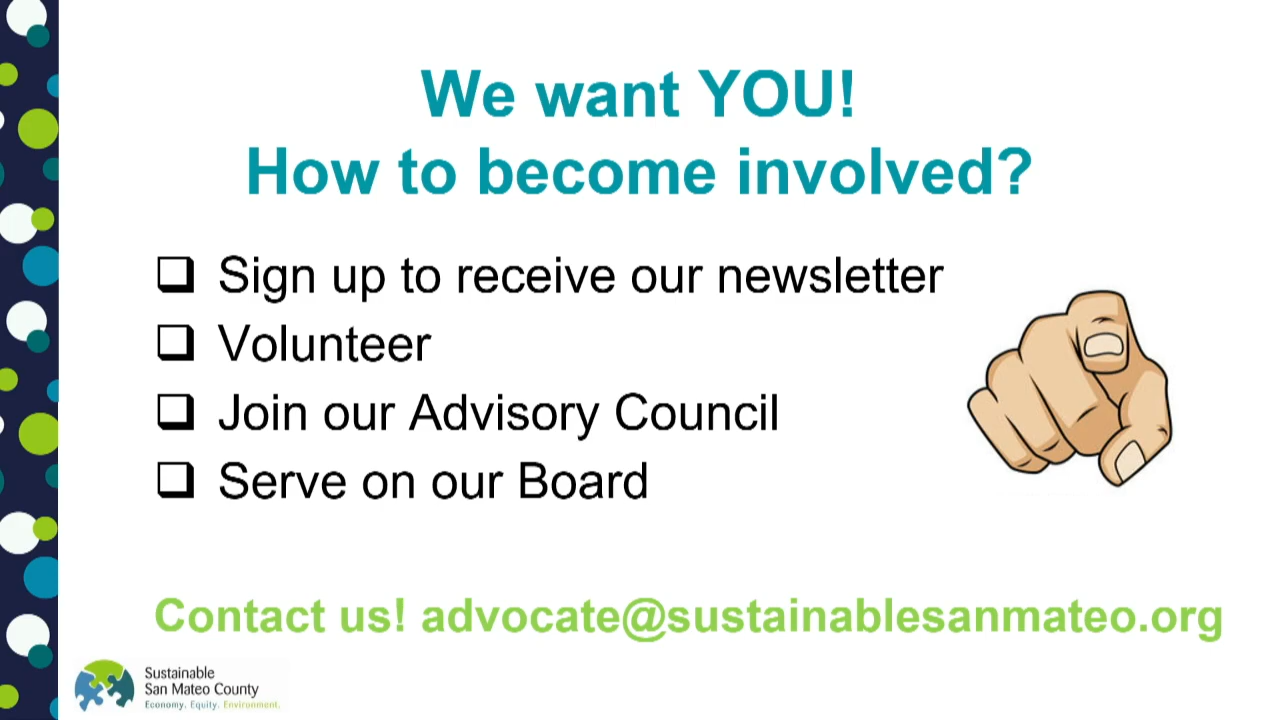 We want YOU!
How to become involved?
❑ Sign up to receive our newsletter
❑ Volunteer
❑ Join our Advisory Council
❑ Serve on our Board
Contact us! advocate@sustainablesanmateo.org
Sustainable
San Mateo County
Economy. Equity. Environment.